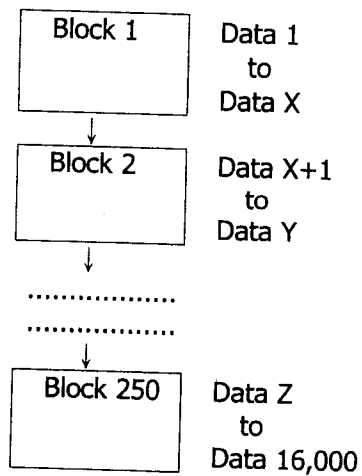 Block 1
Data 1
to
Data X
Block 2
Data X+1
to
Data Y
Block 250
Data Z
to
Data 16,000